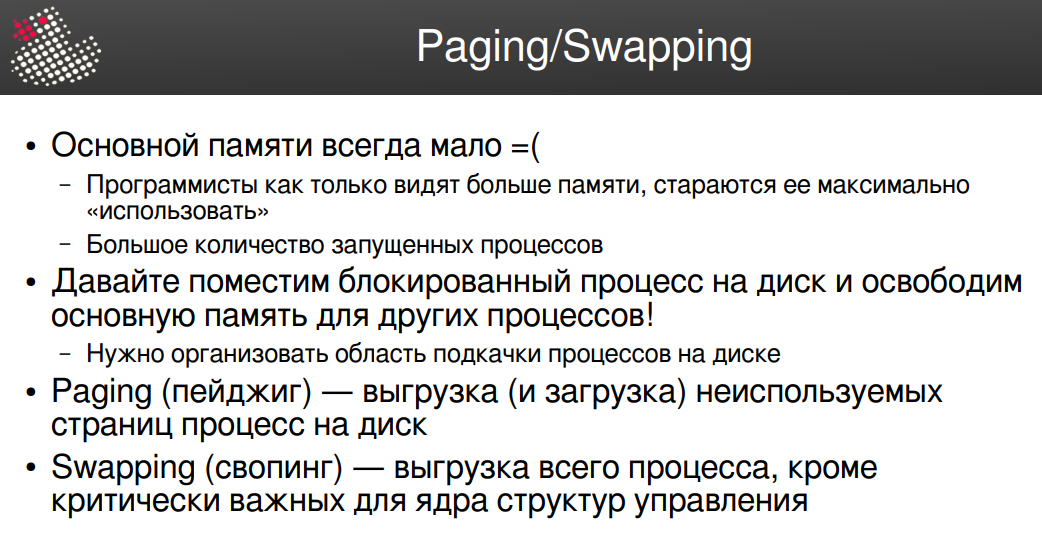 Paging/Swapping
• Основной памяти всегда мало =(
– Программисты как только видят больше памяти, стараются ее максимально
«использовать»
– Большое количество запущенных процессов
• Давайте поместим блокированный процесс на диск и освободим
основную память для других процессов!
– Нужно организовать область подкачки процессов на диске
• Paging (пейджиг) — выгрузка (и загрузка) неиспользуемых
страниц процесс на диск
• Swapping (свопинг) — выгрузка всего процесса, кроме
критически важных для ядра структур управления